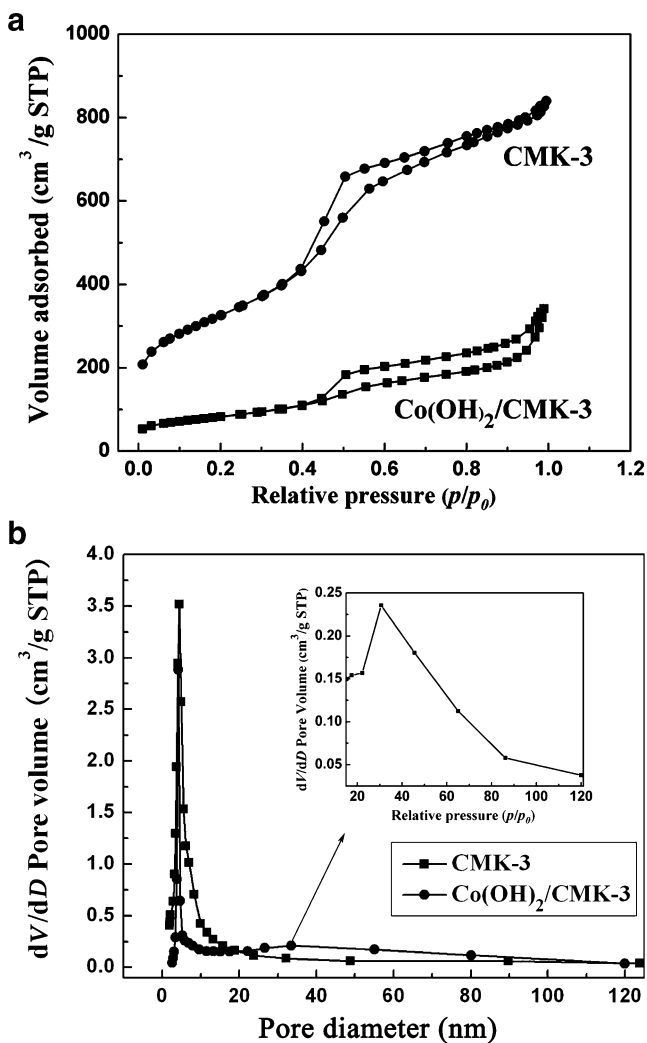 a
1000
800
600
400
200
0
Volume adsorbed (cm³/g STP)
CMK-3
Co(OH)₂/CMK-3
0.0 0.2 0.4 0.6 0.8 1.0 1.2
Relative pressure (p/p₀)
b
4.0
3.5
3.0
2.5
2.0
1.5
1.0
0.5
0.0
dV/dD Pore volume (cm³/g STP)
0.25
0.20
0.15
0.10
0.05
dV/dD Pore Volume (cm³/g STP)
20 40 60 80 100 120
Relative pressure (p/p₀)
CMK-3
Co(OH)₂/CMK-3
0 20 40 60 80 100 120
Pore diameter (nm)